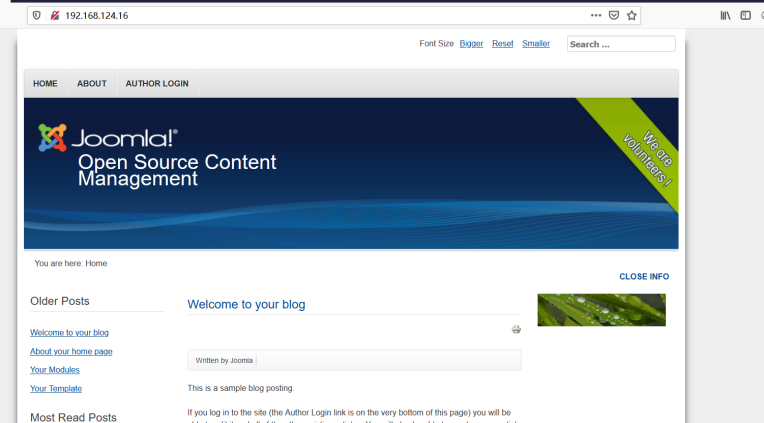 192.168.124.16
Font Size Bigger Reset Smaller Search ...
HOME ABOUT AUTHOR LOGIN
Joomla!®
Open Source Content
Management
We are
volunteers!
You are here: Home
CLOSE INFO
Older Posts
Welcome to your blog
About your home page
Your Modules
Your Template
Most Read Posts
Welcome to your blog
Written by Joomla
This is a sample blog posting.
If you log in to the site (the Author Login link is on the very bottom of this page) you will be